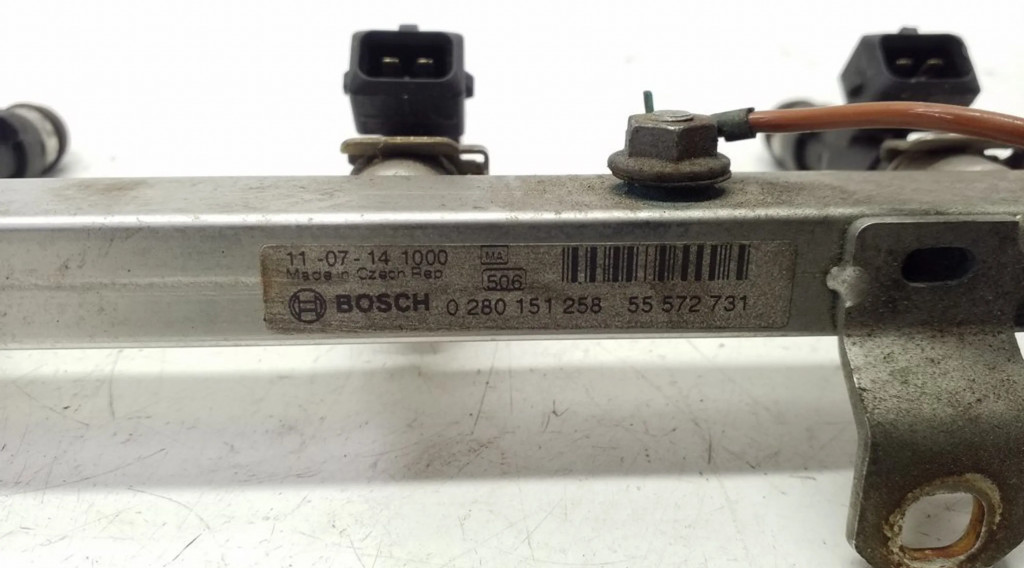 11 -07- 14 1000 MA
Made in Czech Rep 506
BOSCH 0 280 151 258 55 572 731